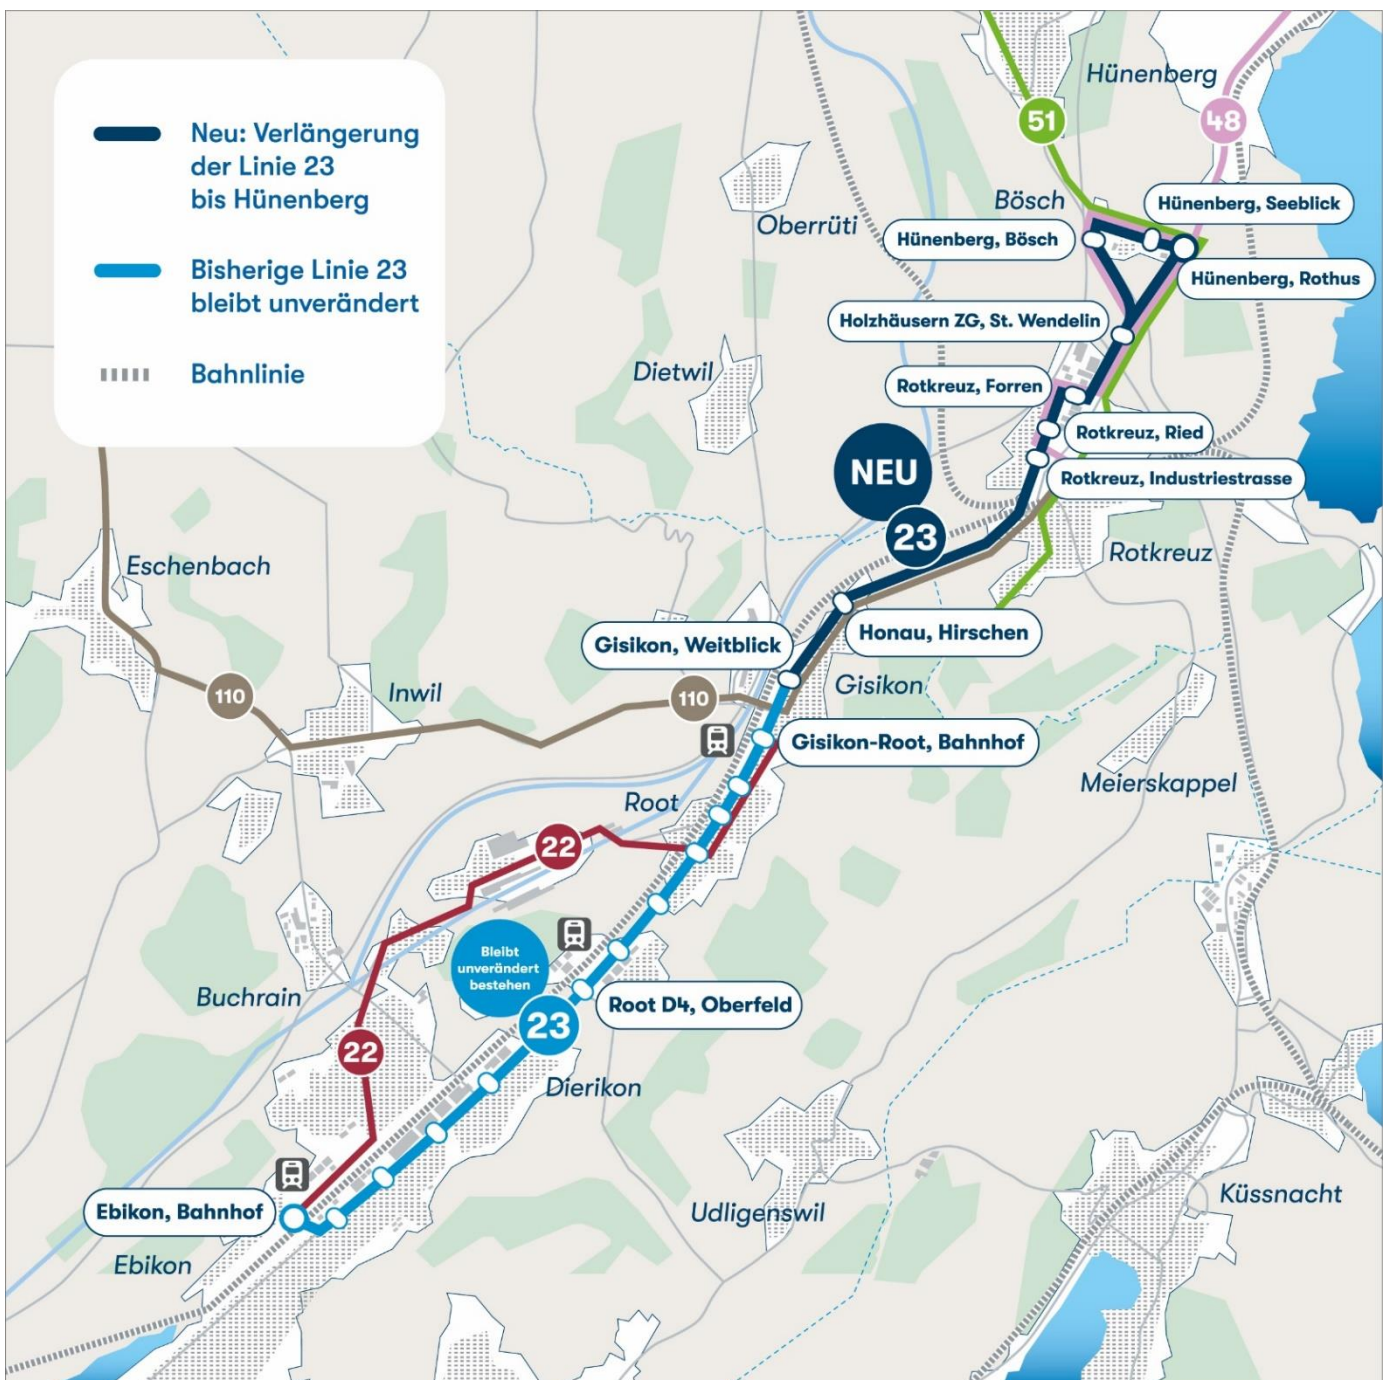 Neu: Verlängerung
der Linie 23
bis Hünenberg
Bisherige Linie 23
bleibt unverändert
Bahnlinie
Hünenberg
51
48
Bösch
Hünenberg, Seeblick
Oberrüti
Hünenberg, Bösch
Hünenberg, Rothus
Holzhäusern ZG, St. Wendelin
Dietwil
Rotkreuz, Forren
Rotkreuz, Ried
NEU
Rotkreuz, Industriestrasse
23
Rotkreuz
Eschenbach
Honau, Hirschen
Gisikon, Weitblick
Gisikon
110
Inwil
110
Gisikon-Root, Bahnhof
Meierskappel
Root
22
Bleibt
unverändert
bestehen
Buchrain
Root D4, Oberfeld
23
22
Dierikon
Küssnacht
Ebikon, Bahnhof
Udligenswil
Ebikon